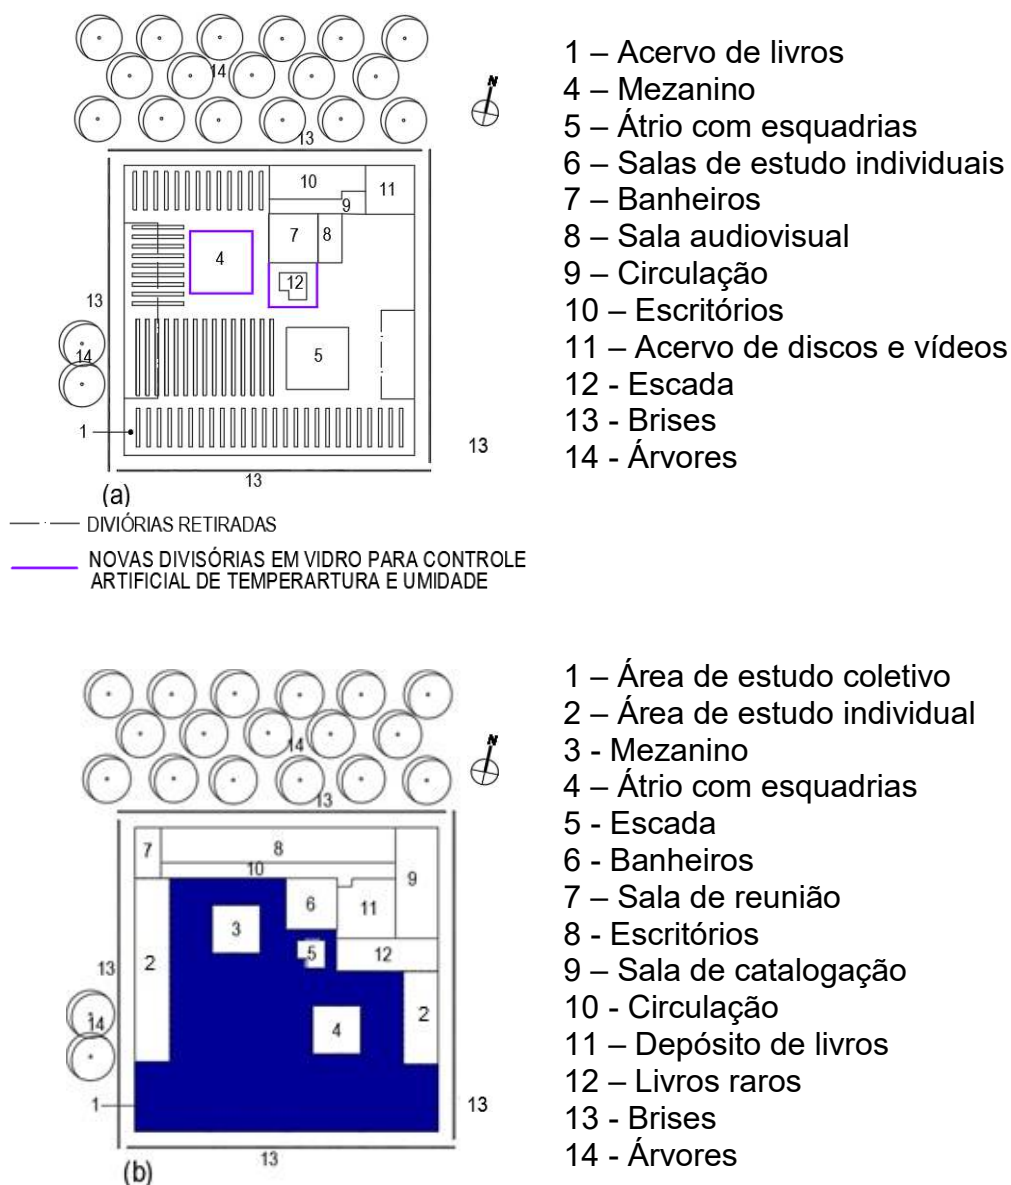 14
N
13
10
11
9
7
8
4
12
13
14
5
1
13
13
(a)
DIVIÓRIAS RETIRADAS
NOVAS DIVISÓRIAS EM VIDRO PARA CONTROLE
ARTIFICIAL DE TEMPERARTURA E UMIDADE
1 – Acervo de livros
4 – Mezanino
5 – Átrio com esquadrias
6 – Salas de estudo individuais
7 – Banheiros
8 – Sala audiovisual
9 – Circulação
10 – Escritórios
11 – Acervo de discos e vídeos
12 - Escada
13 - Brises
14 - Árvores
14
N
13
7
8
10
9
6
11
3
5
12
2
13
2
14
4
1
13
13
(b)
1 – Área de estudo coletivo
2 – Área de estudo individual
3 - Mezanino
4 – Átrio com esquadrias
5 - Escada
6 - Banheiros
7 - Sala de reunião
8 - Escritórios
9 – Sala de catalogação
10 - Circulação
11 – Depósito de livros
12 – Livros raros
13 - Brises
14 - Árvores